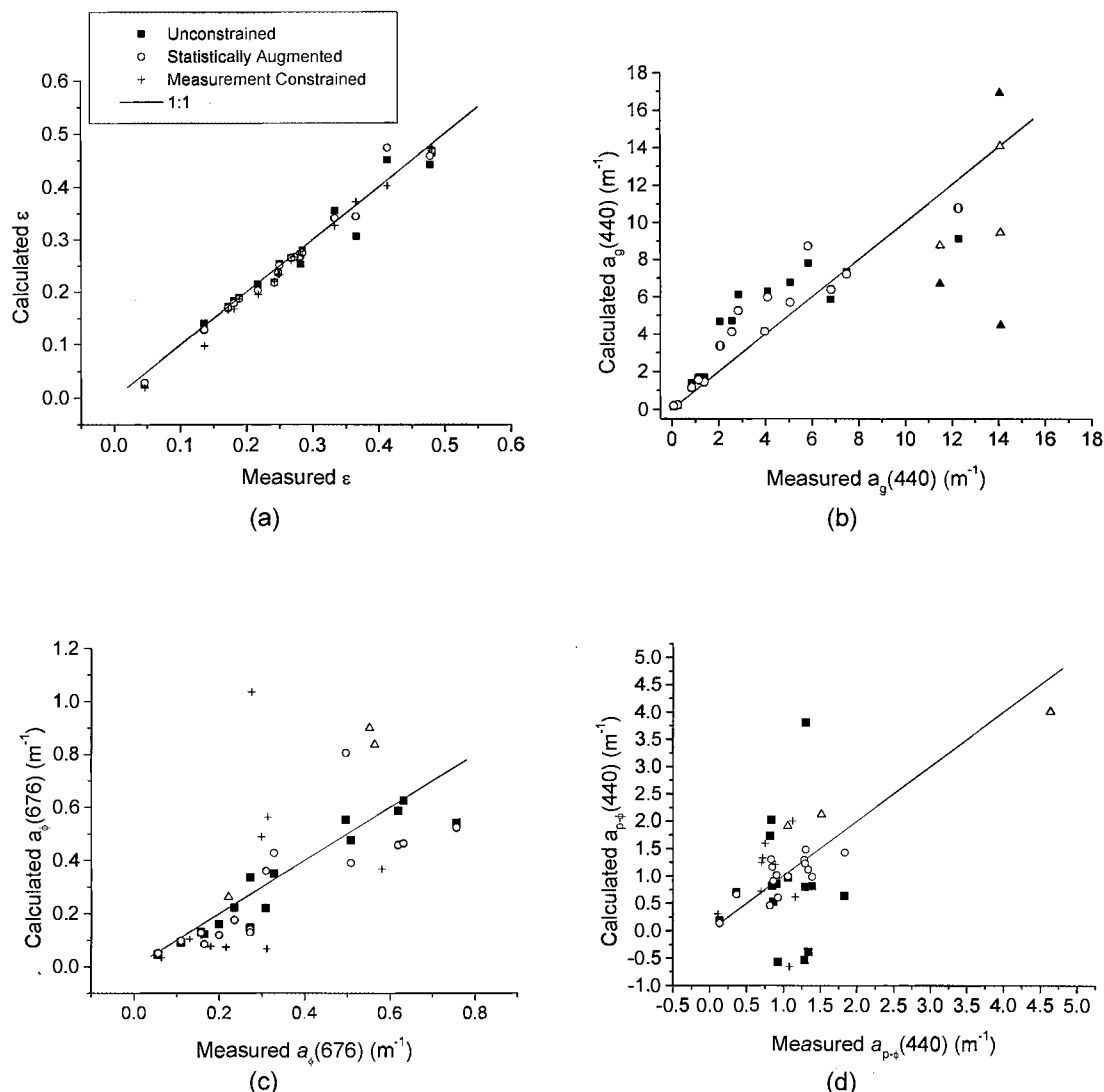 Unconstrained
Statistically Augmented
Measurement Constrained
1:1
0.6
0.5
0.4
0.3
0.2
0.1
0.0
Calculated ε
0.0 0.1 0.2 0.3 0.4 0.5 0.6
Measured ε
(a)
18
16
14
12
10
8
6
4
2
0
Calculated a_g(440) (m⁻¹)
0 2 4 6 8 10 12 14 16 18
Measured a_g(440) (m⁻¹)
(b)
1.2
1.0
0.8
0.6
0.4
0.2
0.0
Calculated a_ϕ(676) (m⁻¹)
0.0 0.2 0.4 0.6 0.8
Measured a_ϕ(676) (m⁻¹)
(c)
5.0
4.5
4.0
3.5
3.0
2.5
2.0
1.5
1.0
0.5
0.0
-0.5
-1.0
Calculated a_p-ϕ(440) (m⁻¹)
-0.5 0.0 0.5 1.0 1.5 2.0 2.5 3.0 3.5 4.0 4.5 5.0
Measured a_p-ϕ(440) (m⁻¹)
(d)